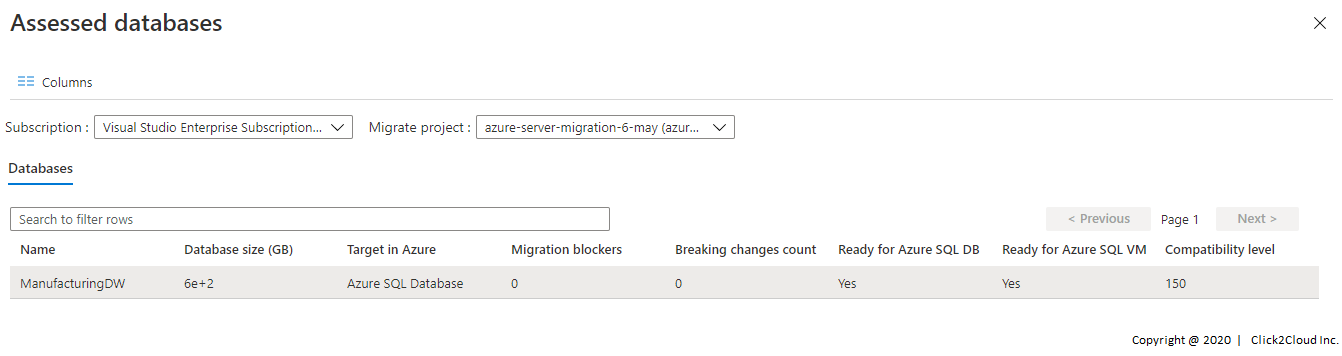 Assessed databases
Columns
Subscription : Visual Studio Enterprise Subscription... Migrate project : azure-server-migration-6-may (azur...
Databases
Search to filter rows < Previous Page 1 Next >
Name Database size (GB) Target in Azure Migration blockers Breaking changes count Ready for Azure SQL DB Ready for Azure SQL VM Compatibility level
ManufacturingDW 6e+2 Azure SQL Database 0 0 Yes Yes 150
Copyright @ 2020 | Click2Cloud Inc.